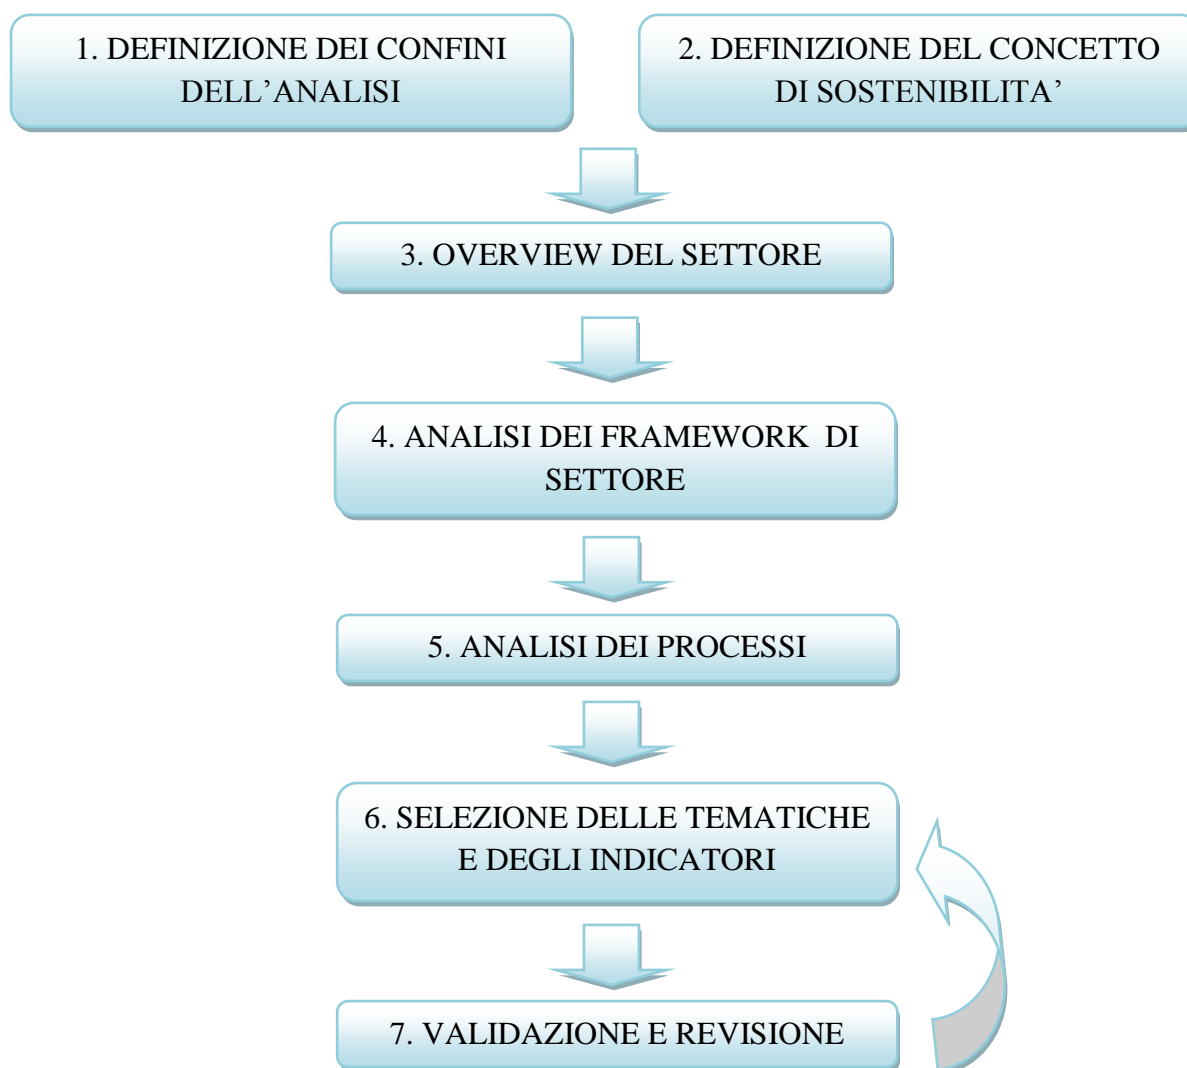 1. DEFINIZIONE DEI CONFINI
DELL’ANALISI
2. DEFINIZIONE DEL CONCETTO
DI SOSTENIBILITA’
3. OVERVIEW DEL SETTORE
4. ANALISI DEI FRAMEWORK DI
SETTORE
5. ANALISI DEI PROCESSI
6. SELEZIONE DELLE TEMATICHE
E DEGLI INDICATORI
7. VALIDAZIONE E REVISIONE